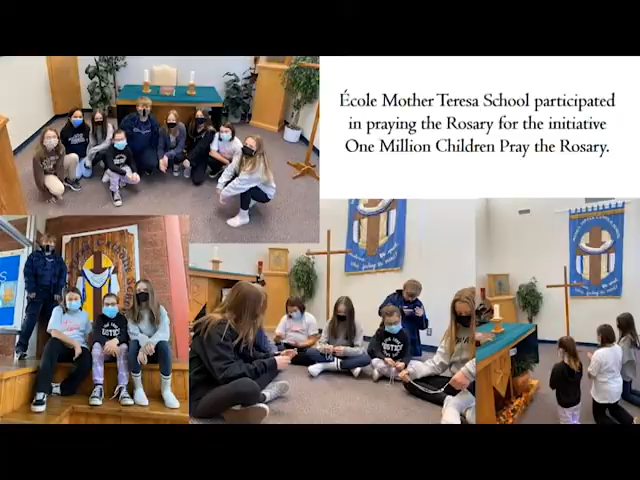 École Mother Teresa School participated
in praying the Rosary for the initiative
One Million Children Pray the Rosary.